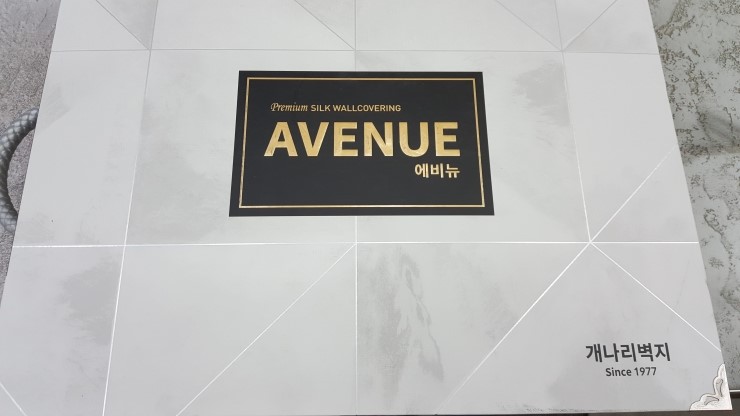 Premium SILK WALLCOVERING
AVENUE
에비뉴
개나리벽지
Since 1977